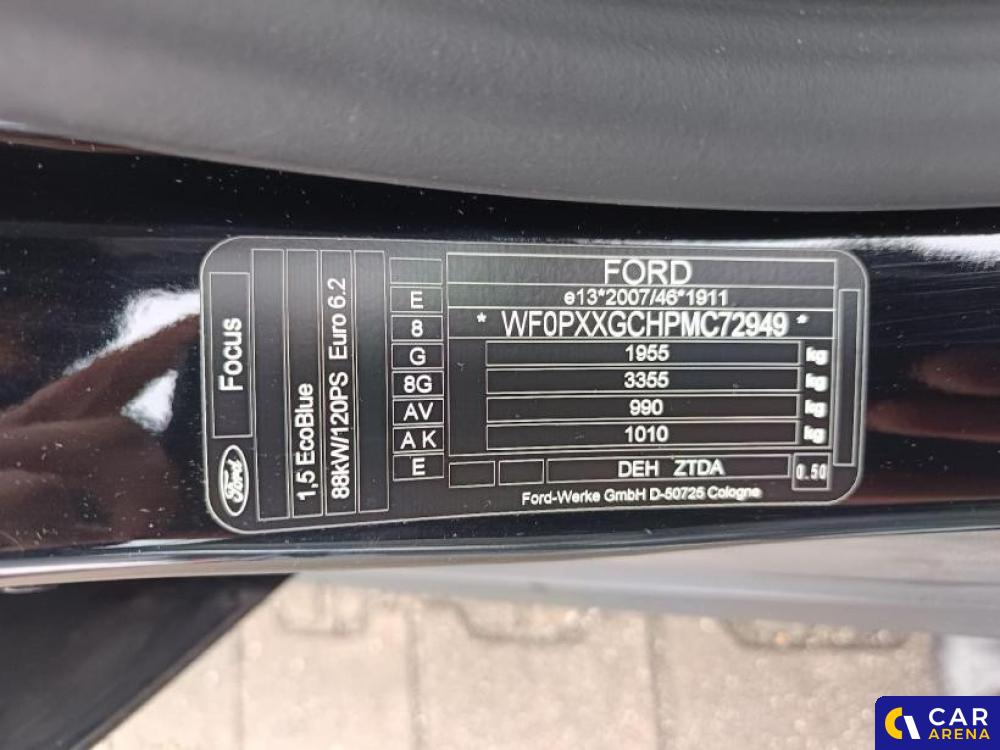 FORD
e13*2007/46*1911
* WF0PXXGCHPMC72949 *
1955 kg
3355 kg
990 kg
1010 kg
DEH ZTDA
0.50
Ford-Werke GmbH D-50725 Cologne
E
8
G
8G
AV
A K
E
Focus
Ford
1,5 EcoBlue
88kW/120PS Euro 6.2
CAR
ARENA